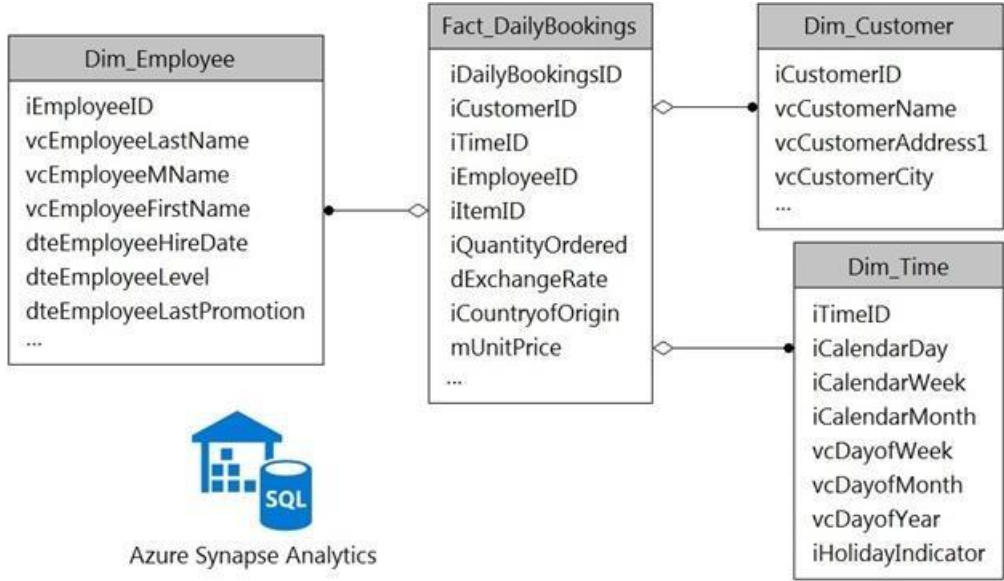 Dim_Employee
iEmployeeID
vcEmployeeLastName
vcEmployeeMName
vcEmployeeFirstName
dteEmployeeHireDate
dteEmployeeLevel
dteEmployeeLastPromotion
...
Fact_DailyBookings
iDailyBookingsID
iCustomerID
iTimeID
iEmployeeID
iItemID
iQuantityOrdered
dExchangeRate
iCountryofOrigin
mUnitPrice
...
Dim_Customer
iCustomerID
vcCustomerName
vcCustomerAddress1
vcCustomerCity
...
Dim_Time
iTimeID
iCalendarDay
iCalendarWeek
iCalendarMonth
vcDayofWeek
vcDayofMonth
vcDayofYear
iHolidayIndicator
SQL
Azure Synapse Analytics